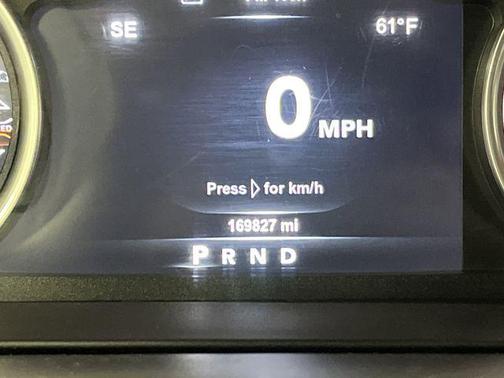 SE 61°F
0 MPH
Press ▷ for km/h
169827 mi
P R N D